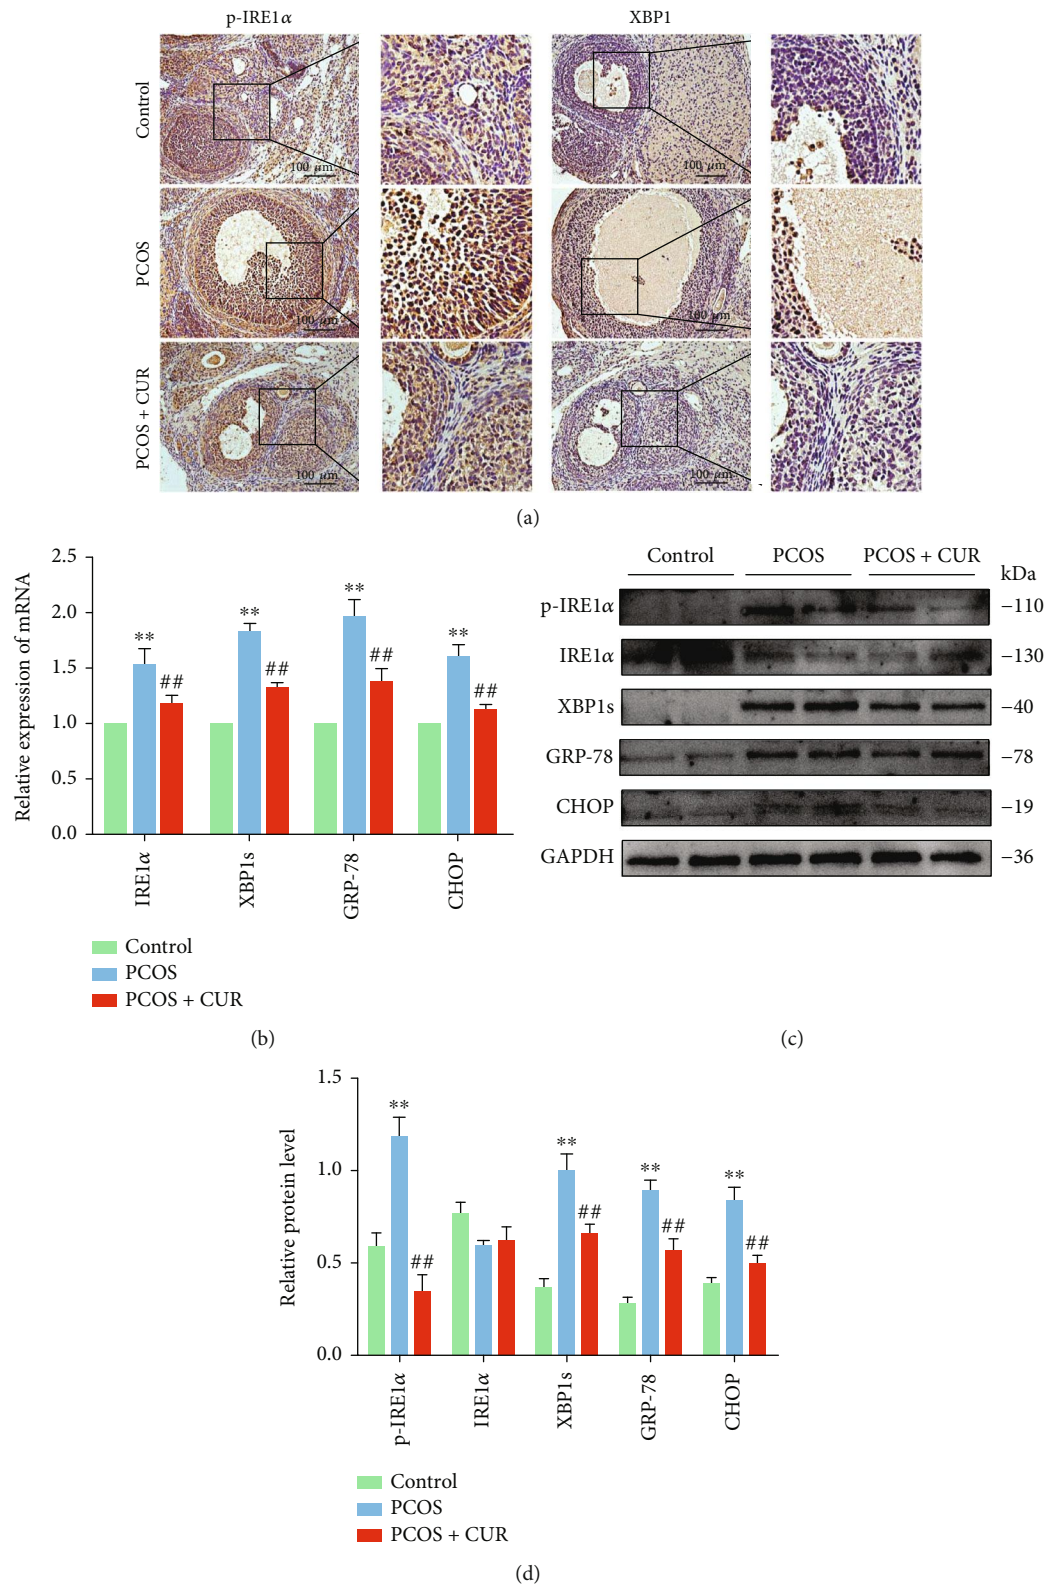 p-IRE1α XBP1
Control
100 μm 100 μm
PCOS
100 μm 100 μm
PCOS + CUR
100 μm 100 μm
(a)
Relative expression of mRNA
2.5
2.0
1.5
1.0
0.5
0.0
** ## ** ## ** ## ** ##
IRE1α XBP1s GRP-78 CHOP
Control
PCOS
PCOS + CUR
(b)
Control PCOS PCOS + CUR
kDa
p-IRE1α −110
IRE1α −130
XBP1s −40
GRP-78 −78
CHOP −19
GAPDH −36
(c)
Relative protein level
1.5
1.0
0.5
0.0
** ## ** ## ** ## ** ##
p-IRE1α IRE1α XBP1s GRP-78 CHOP
Control
PCOS
PCOS + CUR
(d)